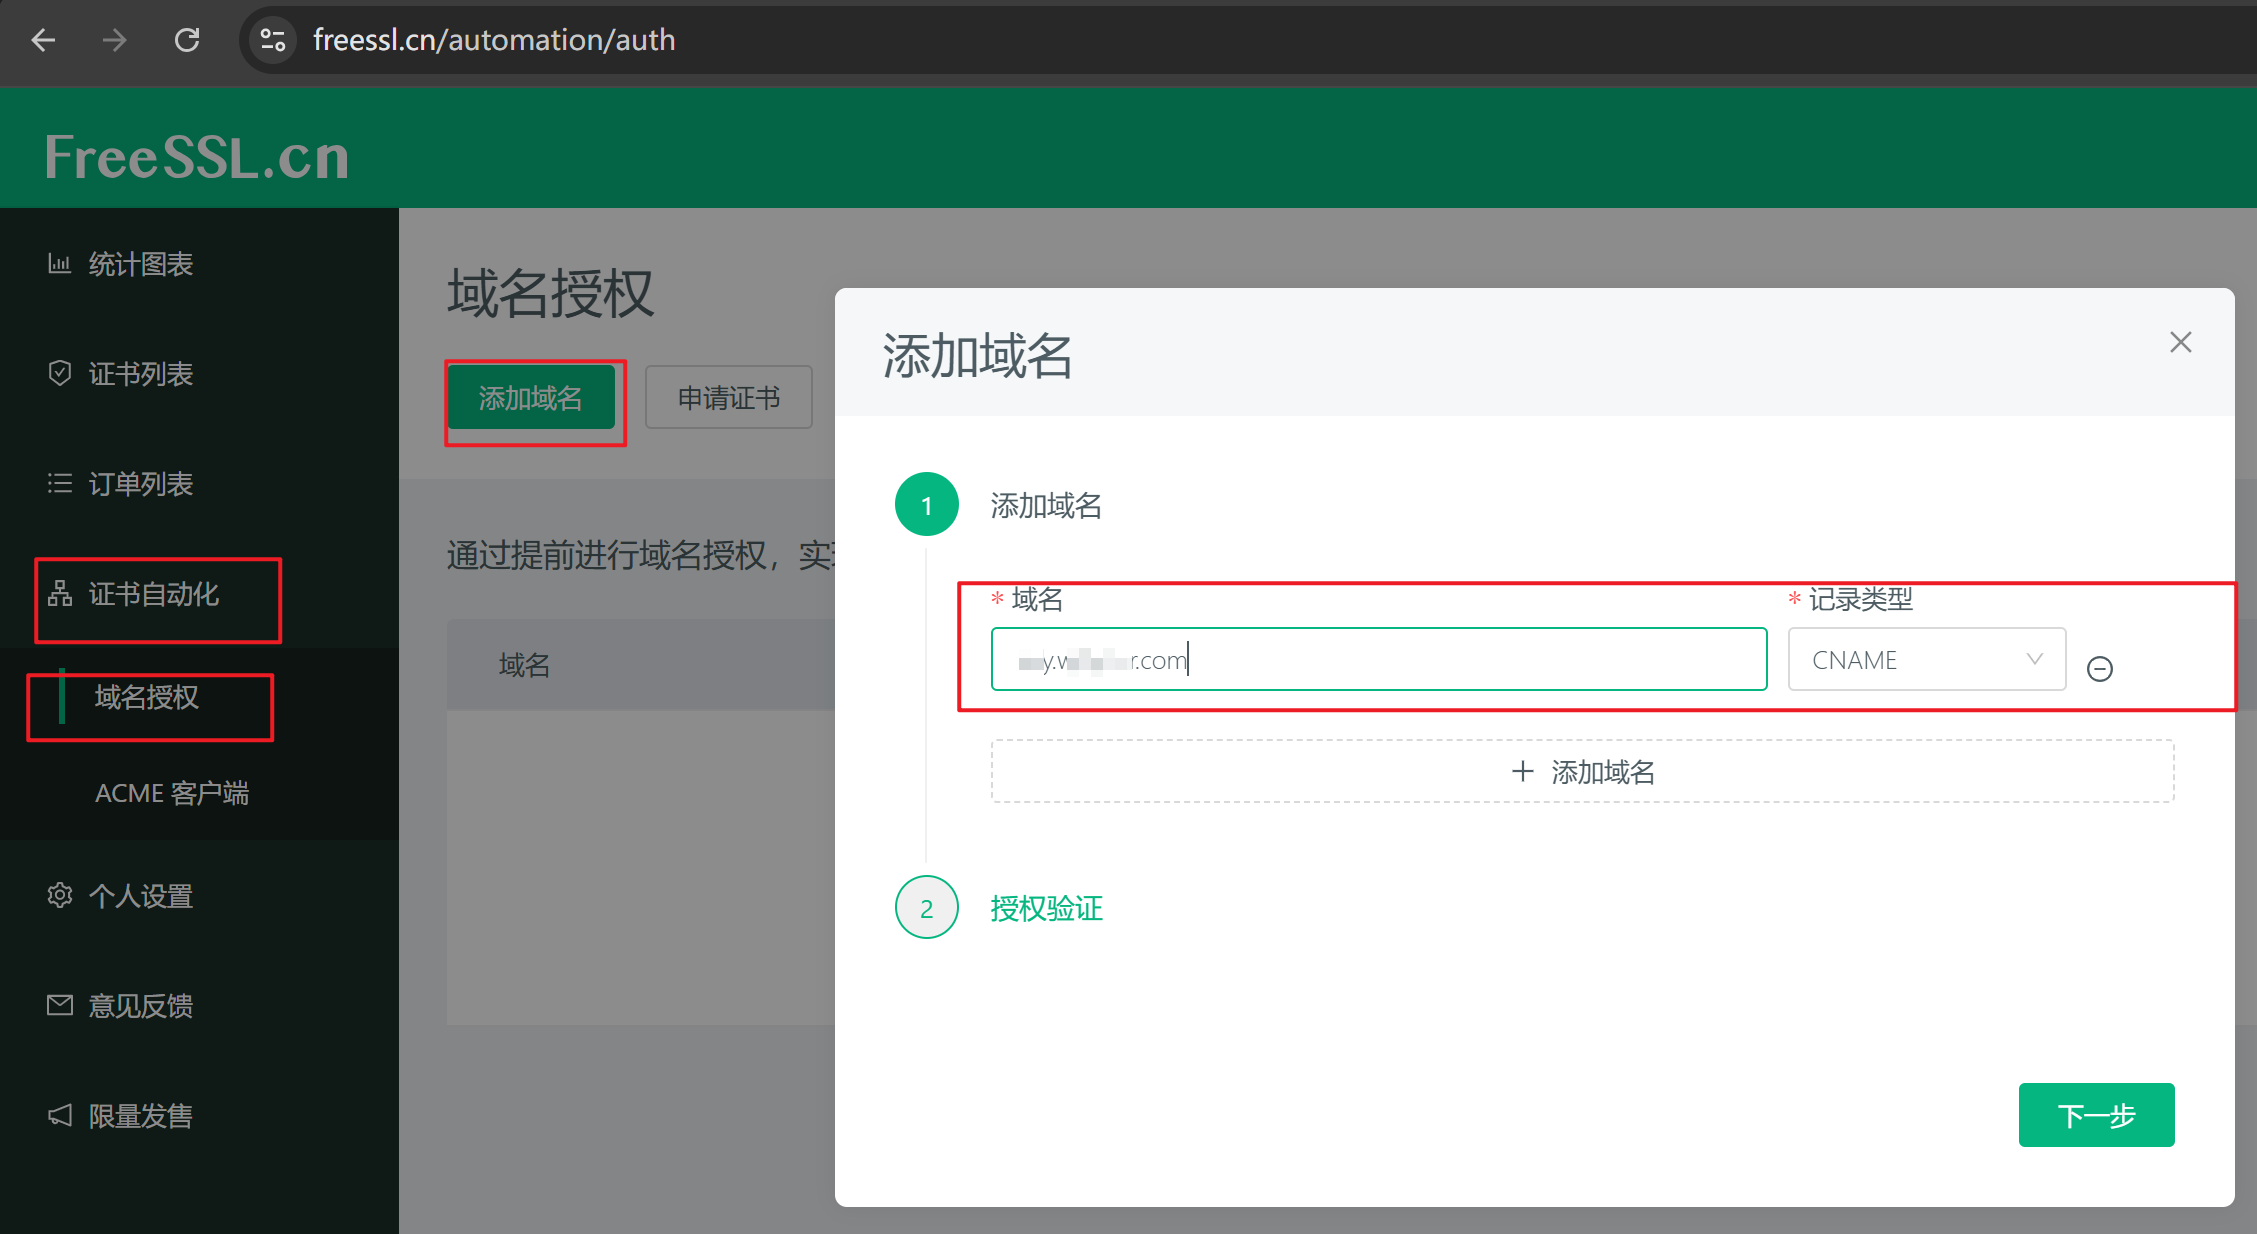 freessl.cn/automation/auth
FreeSSL.cn
统计图表
证书列表
订单列表
证书自动化
域名授权
ACME 客户端
个人设置
意见反馈
限量发售
域名授权
添加域名
申请证书
通过提前进行域名授权，实
域名
添加域名
1
添加域名
* 域名
* 记录类型
.com
CNAME
+ 添加域名
2
授权验证
下一步